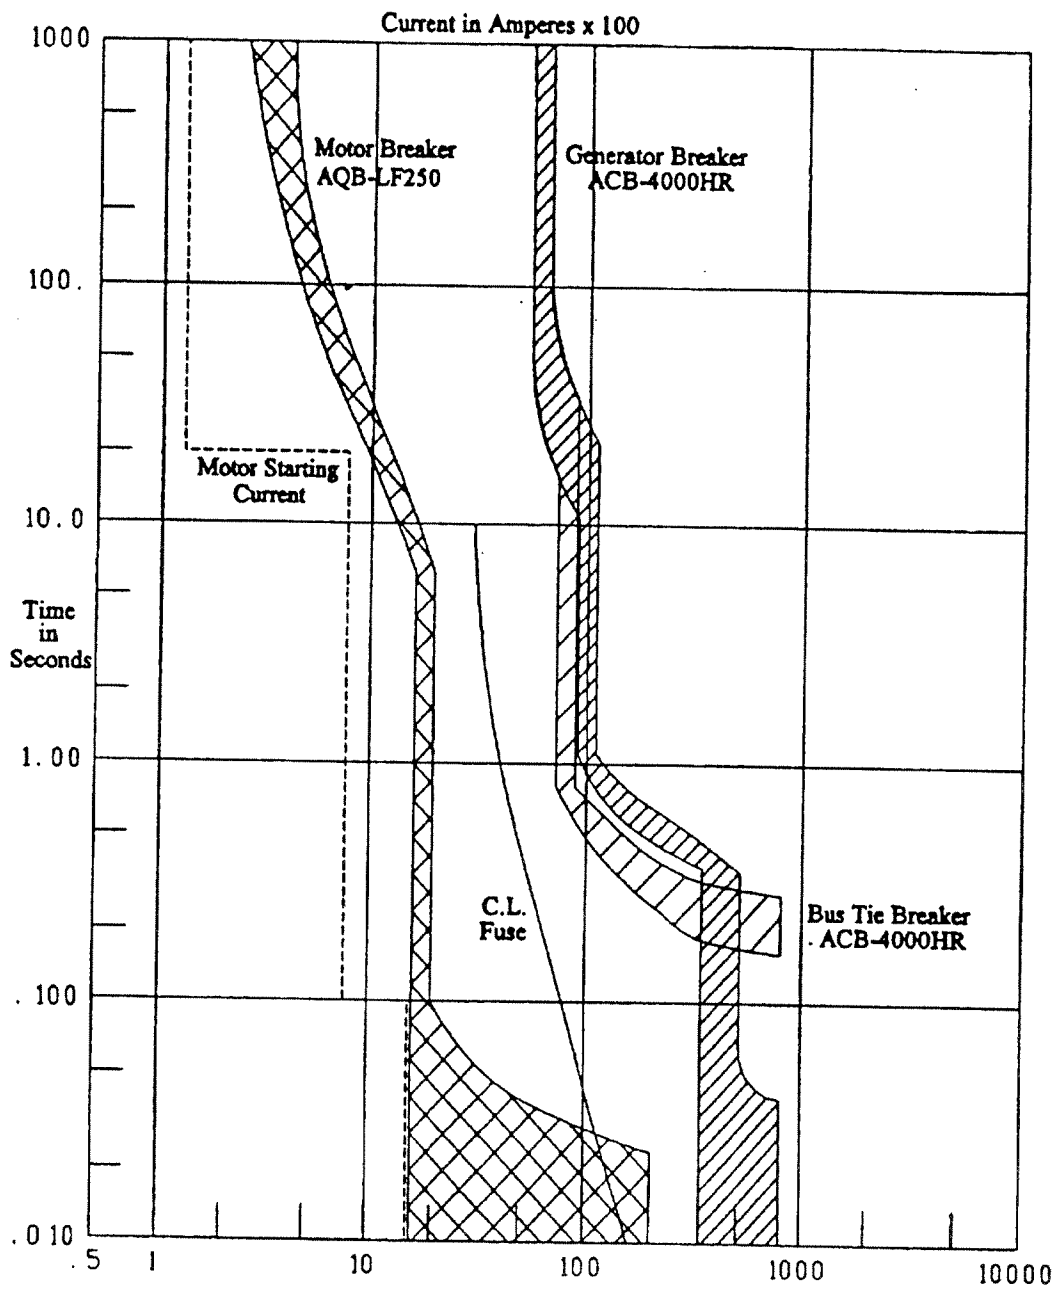 Current in Amperes x 100
1000
Motor Breaker
AQB-LF250
Generator Breaker
ACB-4000HR
100.
Motor Starting
Current
10.0
Time
in
Seconds
1.00
C.L.
Fuse
Bus Tie Breaker
ACB-4000HR
.100
.010
.5 1 10 100 1000 10000